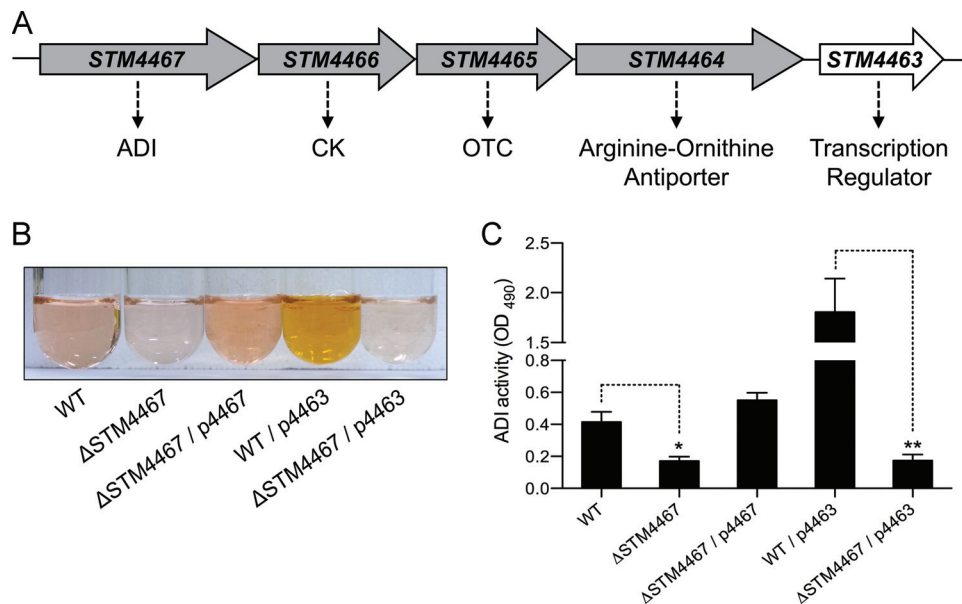 A
STM4467 STM4466 STM4465 STM4464 STM4463
ADI CK OTC Arginine-Ornithine Transcription
Antiporter Regulator
B
WT
ΔSTM4467
ΔSTM4467 / p4467
WT / p4463
ΔSTM4467 / p4463
C
ADI activity (OD 490)
2.5
2.0
1.5
0.8
0.6
0.4
0.2
0.0
*
**
WT
ΔSTM4467
ΔSTM4467 / p4467
WT / p4463
ΔSTM4467 / p4463